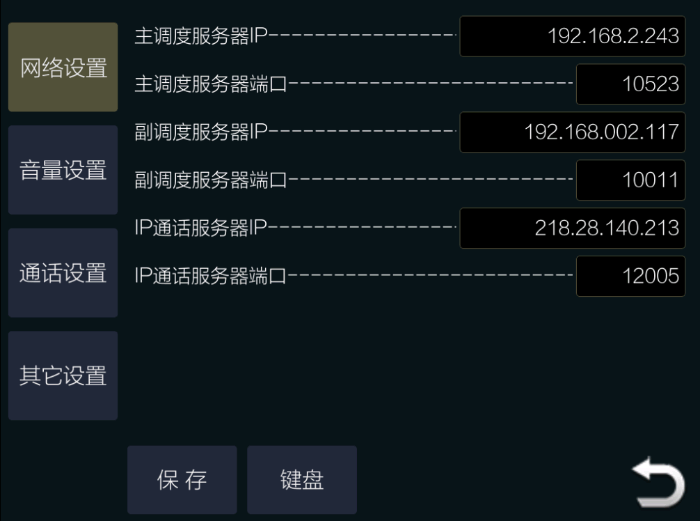 网络设置
音量设置
通话设置
其它设置
主调度服务器IP 192.168.2.243
主调度服务器端口 10523
副调度服务器IP 192.168.002.117
副调度服务器端口 10011
IP通话服务器IP 218.28.140.213
IP通话服务器端口 12005
保存 键盘